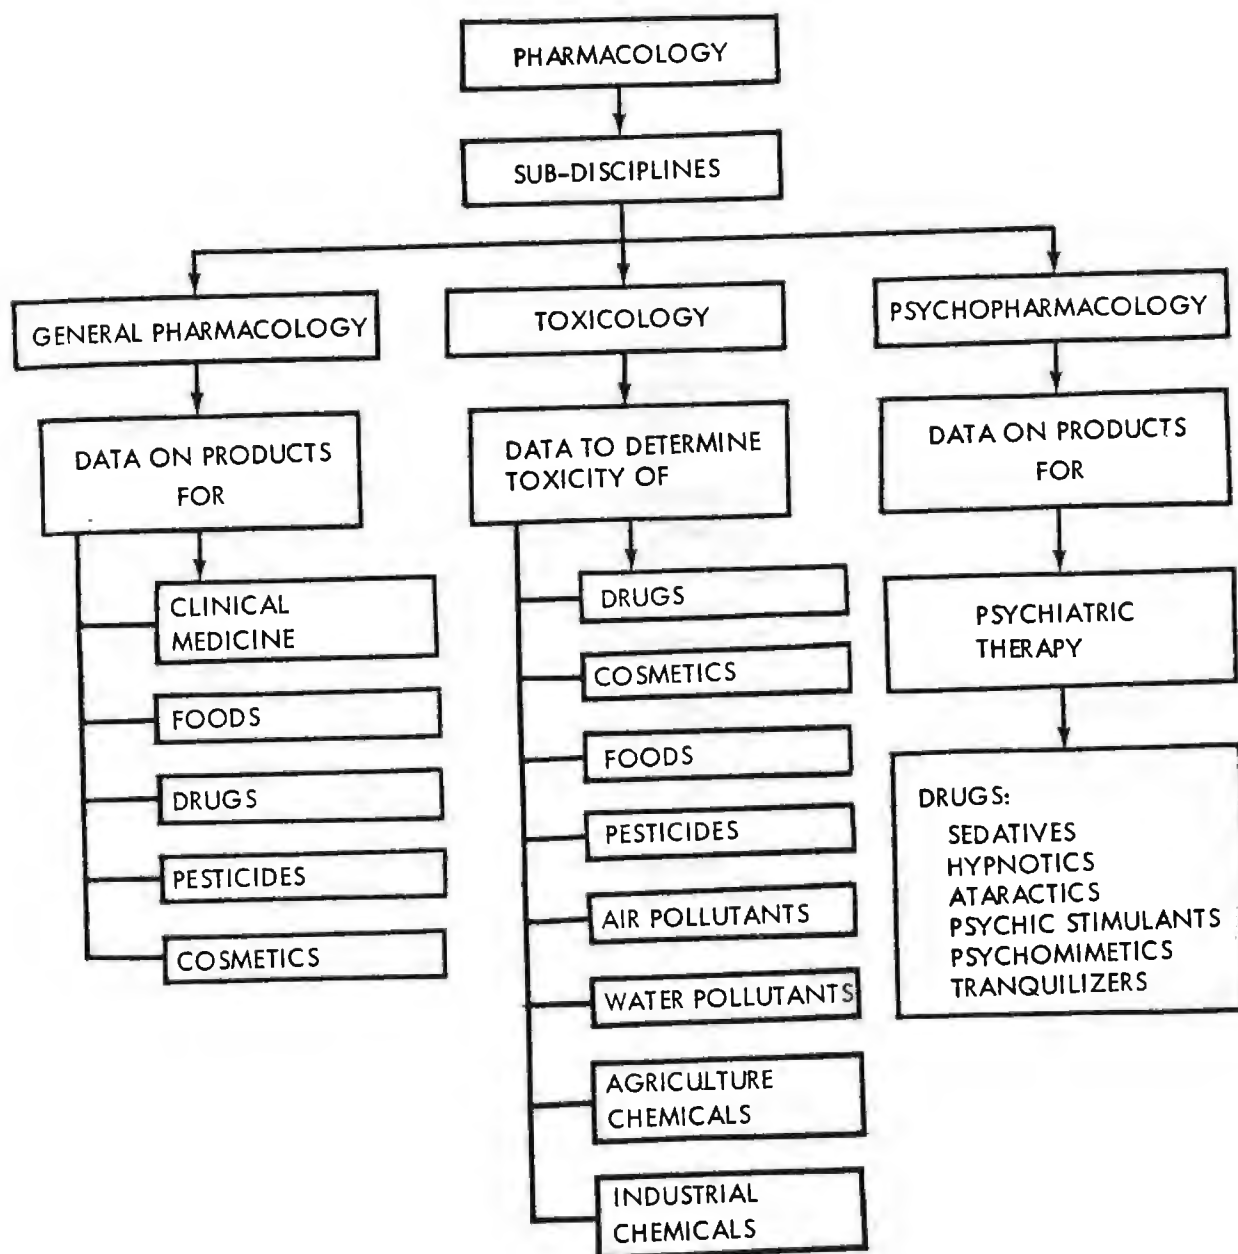 PHARMACOLOGY
SUB-DISCIPLINES
GENERAL PHARMACOLOGY
DATA ON PRODUCTS
FOR
CLINICAL
MEDICINE
FOODS
DRUGS
PESTICIDES
COSMETICS
TOXICOLOGY
DATA TO DETERMINE
TOXICITY OF
DRUGS
COSMETICS
FOODS
PESTICIDES
AIR POLLUTANTS
WATER POLLUTANTS
AGRICULTURE
CHEMICALS
INDUSTRIAL
CHEMICALS
PSYCHOPHARMACOLOGY
DATA ON PRODUCTS
FOR
PSYCHIATRIC
THERAPY
DRUGS:
SEDATIVES
HYPNOTICS
ATARACTICS
PSYCHIC STIMULANTS
PSYCHOMIMETICS
TRANQUILIZERS